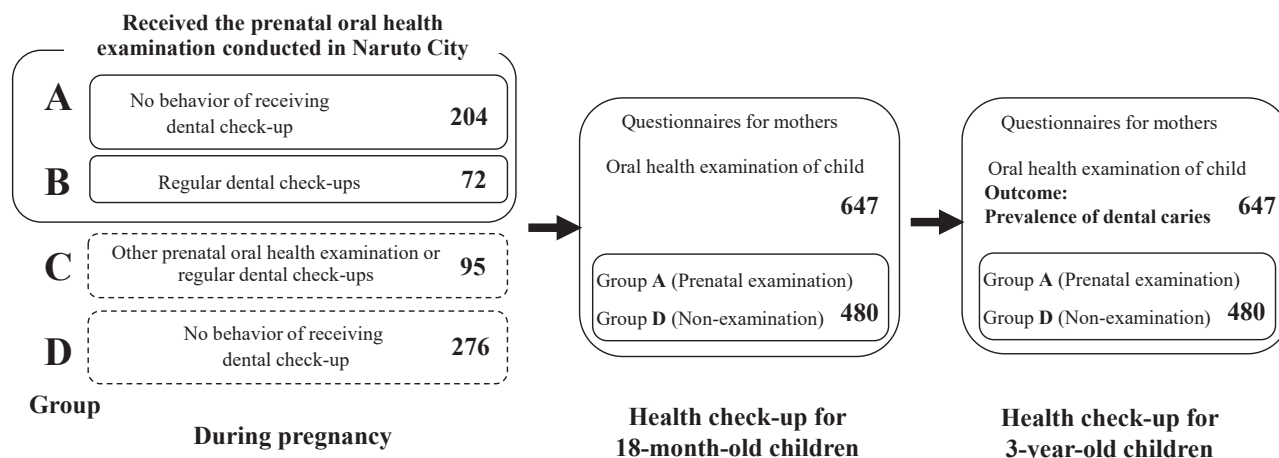 Received the prenatal oral health
examination conducted in Naruto City
A
No behavior of receiving
dental check-up
204
B
Regular dental check-ups
72
C
Other prenatal oral health examination or
regular dental check-ups
95
D
No behavior of receiving
dental check-up
276
Group
During pregnancy
Questionnaires for mothers
Oral health examination of child
647
Group A (Prenatal examination)
Group D (Non-examination)
480
Health check-up for
18-month-old children
Questionnaires for mothers
Oral health examination of child
Outcome:
Prevalence of dental caries
647
Group A (Prenatal examination)
Group D (Non-examination)
480
Health check-up for
3-year-old children